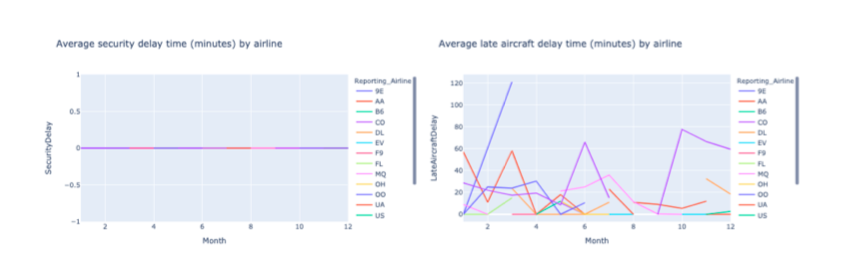 Average security delay time (minutes) by airline
1
0.5
0
−0.5
−1
SecurityDelay
2 4 6 8 10 12
Month
Reporting_Airline
9E
AA
B6
CO
DL
EV
F9
FL
MQ
OH
OO
UA
US
Average late aircraft delay time (minutes) by airline
120
100
80
60
40
20
0
LateAircraftDelay
2 4 6 8 10 12
Month
Reporting_Airline
9E
AA
B6
CO
DL
EV
F9
FL
MQ
OH
OO
UA
US